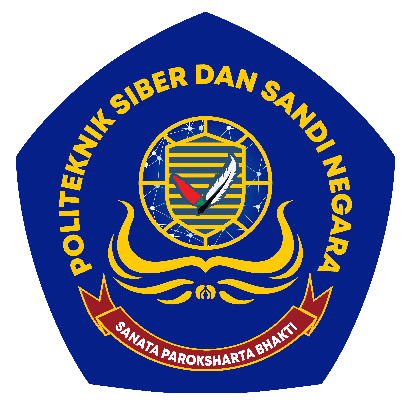 POLITEKNIK SIBER DAN SANDI NEGARA
SANATA PAROKSHARTA BHAKTI